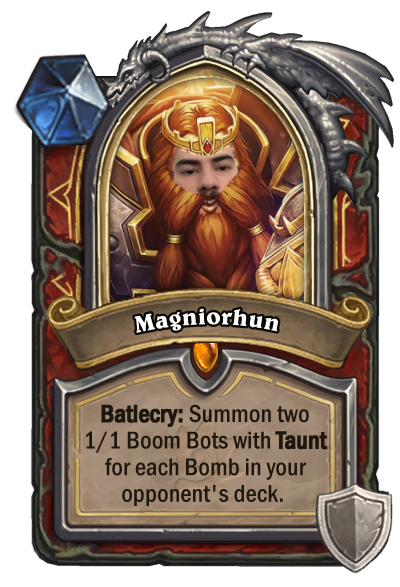 Magniorhun
Batlecry: Summon two
1/1 Boom Bots with Taunt
for each Bomb in your
opponent's deck.